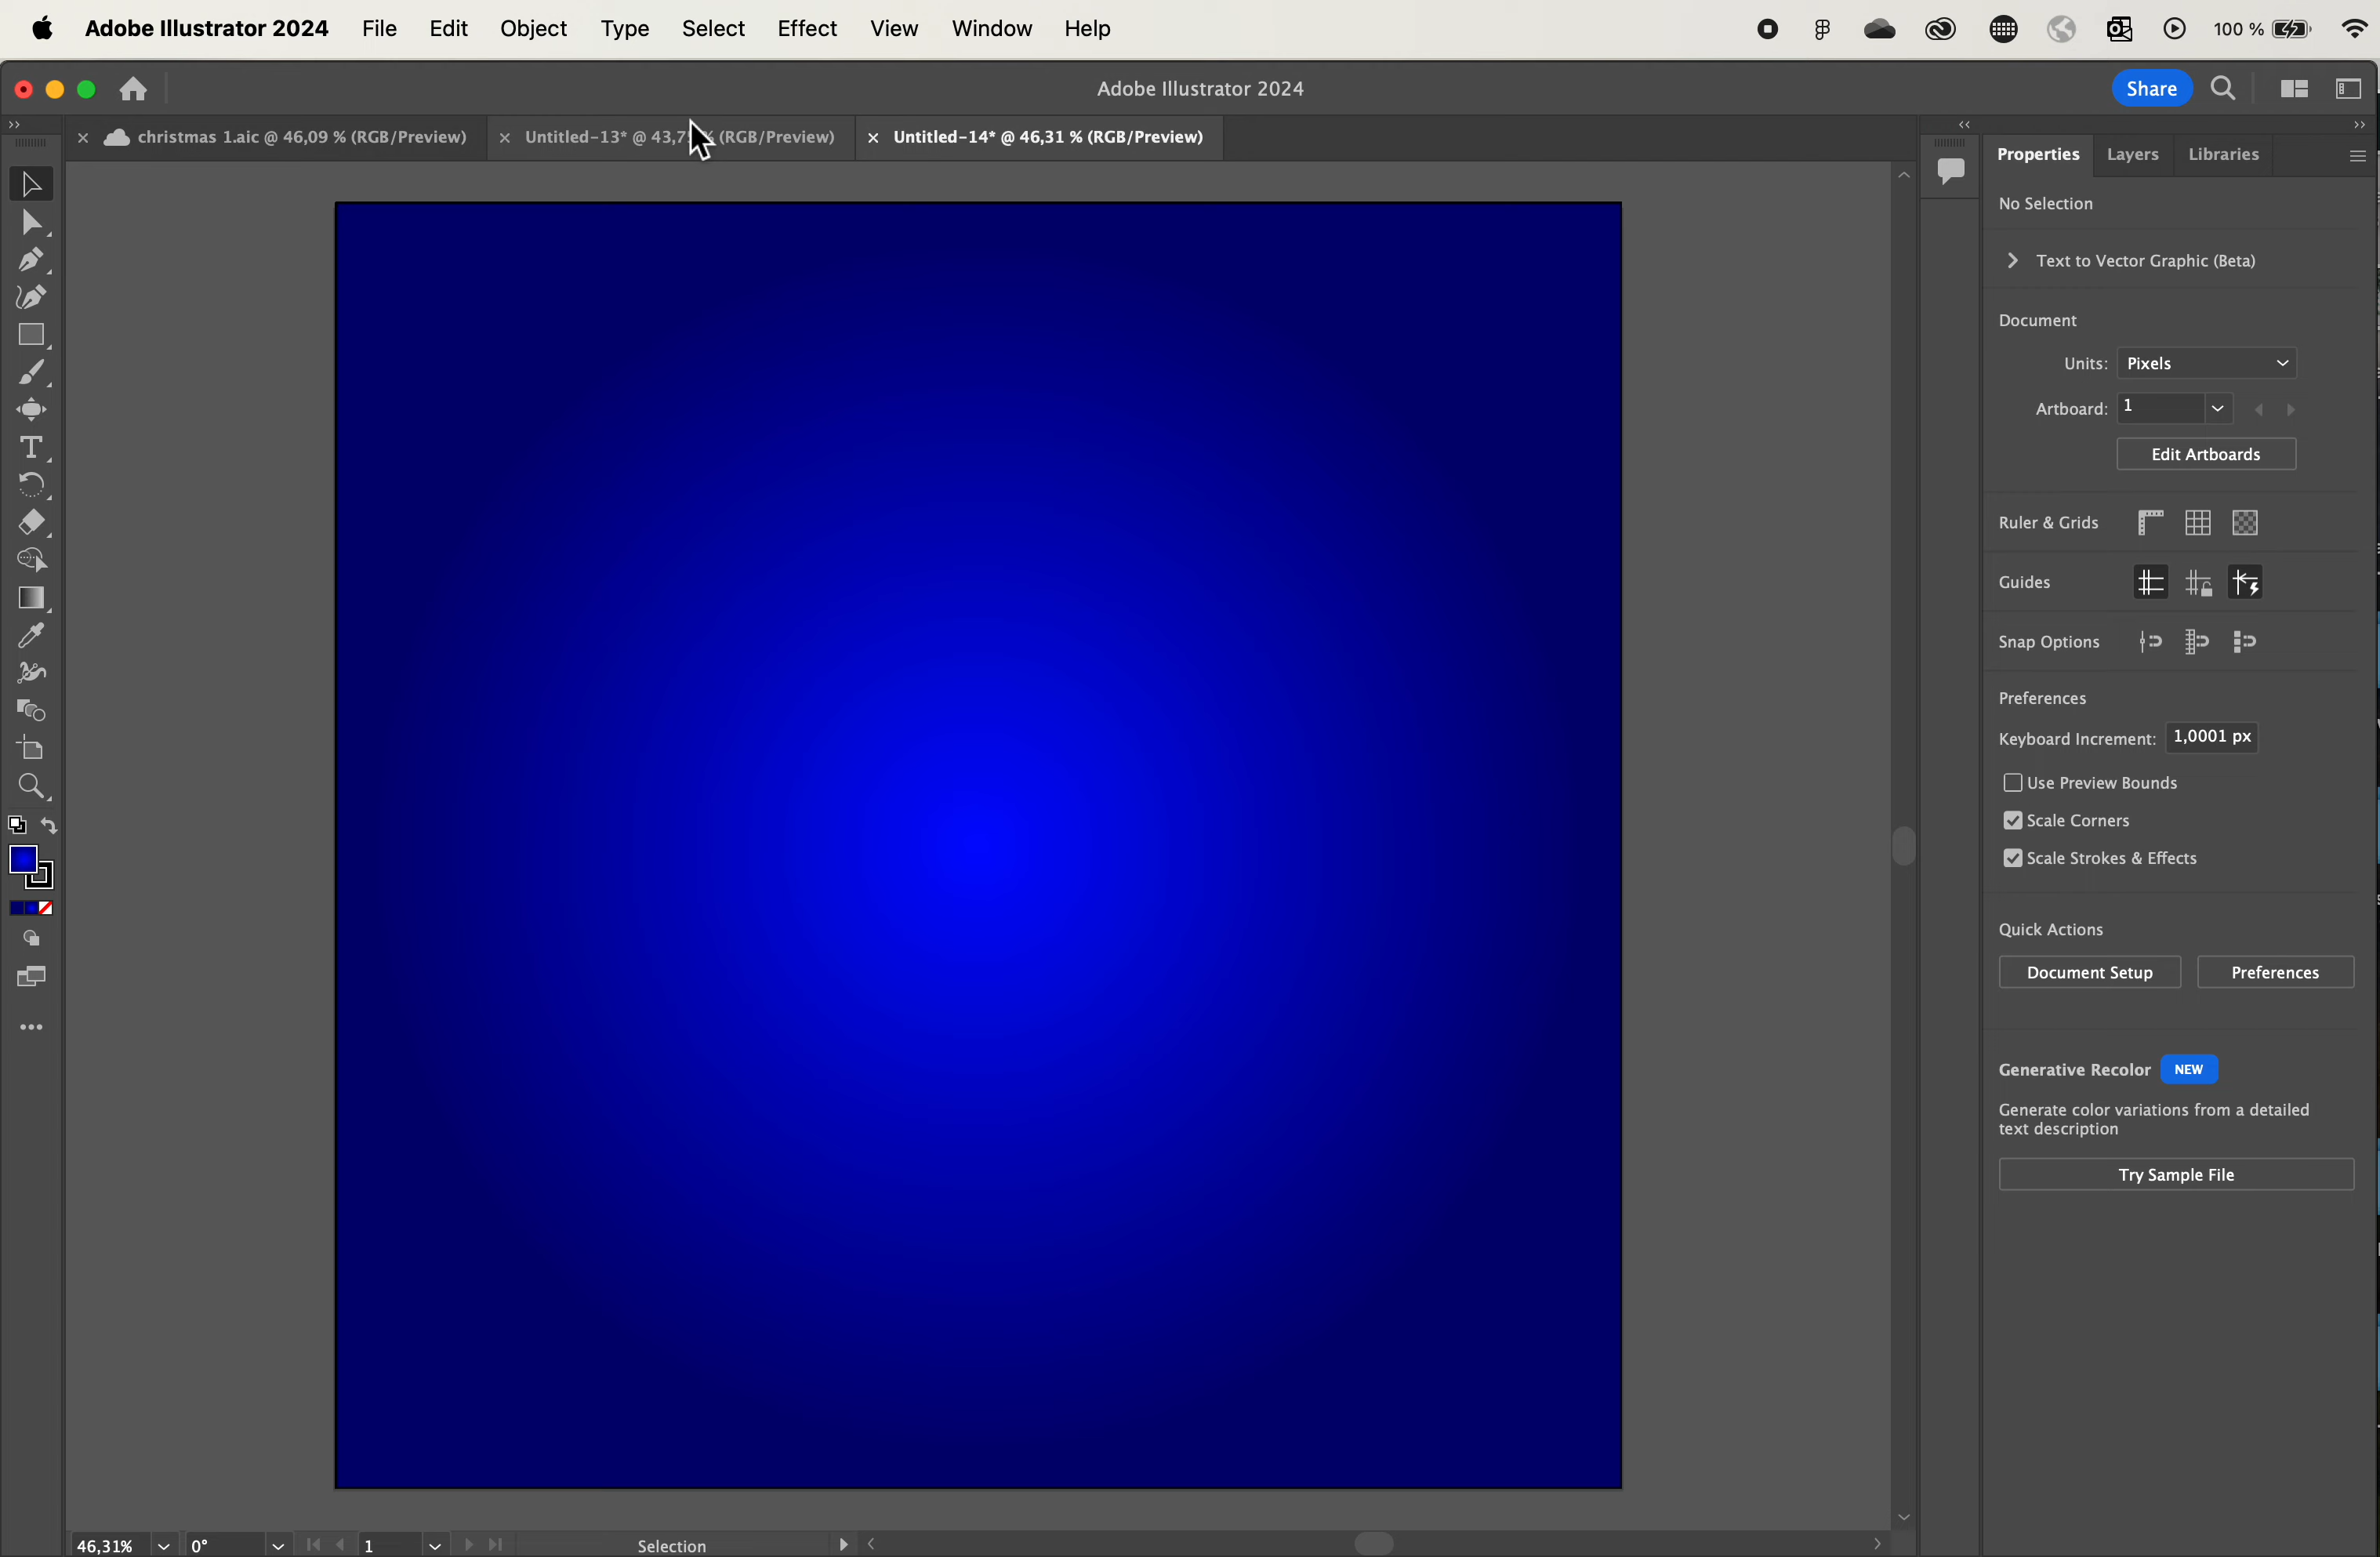 Adobe Illustrator 2024 File Edit Object Type Select Effect View Window Help 100 %
Adobe Illustrator 2024 Share
christmas 1.aic @ 46,09 % (RGB/Preview) Untitled-13* @ 43,7 % (RGB/Preview) Untitled-14* @ 46,31 % (RGB/Preview)
Properties Layers Libraries
No Selection
Text to Vector Graphic (Beta)
Document
Units: Pixels
Artboard: 1
Edit Artboards
Ruler & Grids
Guides
Snap Options
Preferences
Keyboard Increment: 1,0001 px
Use Preview Bounds
Scale Corners
Scale Strokes & Effects
Quick Actions
Document Setup Preferences
Generative Recolor NEW
Generate color variations from a detailed
text description
Try Sample File
46,31% 0° 1 Selection